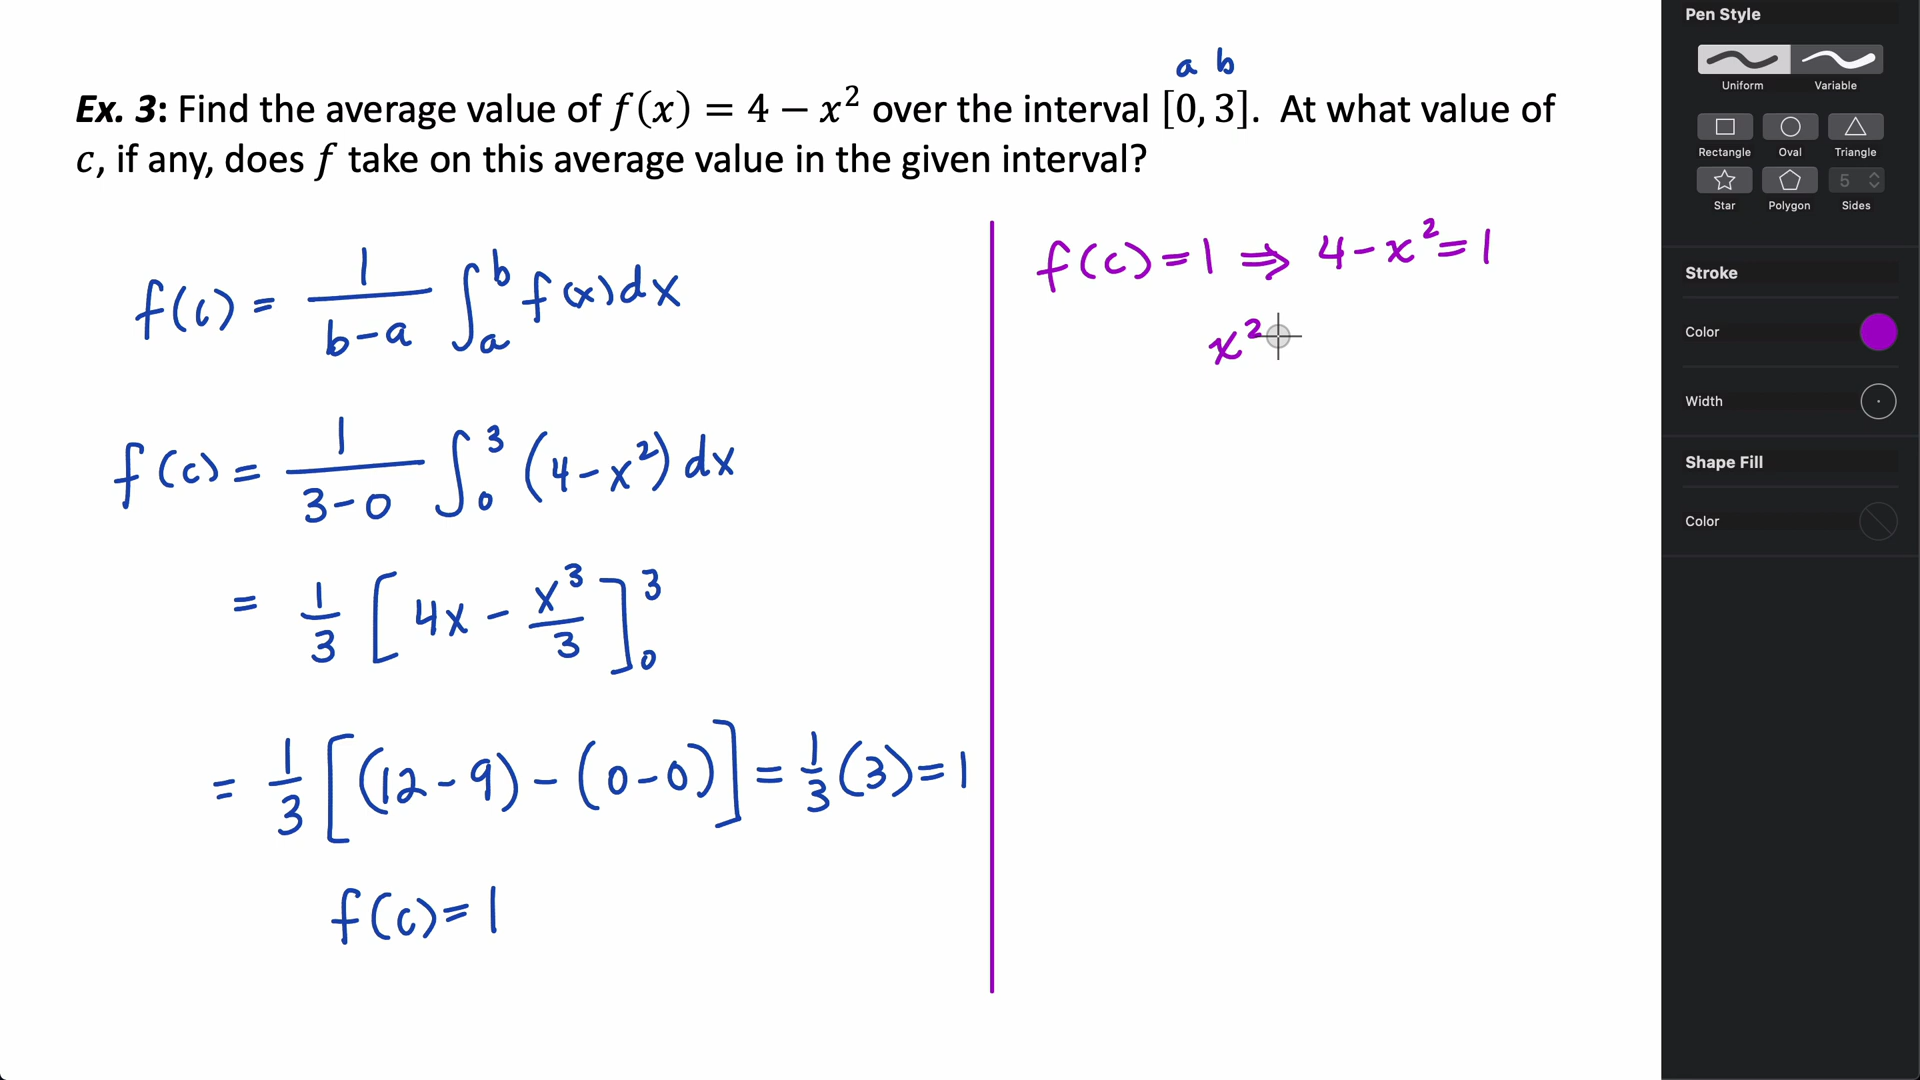 a b
Ex. 3: Find the average value of f(x) = 4 − x² over the interval [0, 3]. At what value of
c, if any, does f take on this average value in the given interval?
f(c) = 1/(b-a) ∫_a^b f(x) dx
f(c) = 1/(3-0) ∫_0^3 (4-x²) dx
= 1/3 [4x - x³/3]_0^3
= 1/3 [(12-9) - (0-0)] = 1/3 (3) = 1
f(c) = 1
f(c) = 1 ⇒ 4-x² = 1
x²
Pen Style
Uniform Variable
Rectangle Oval Triangle
5
Star Polygon Sides
Stroke
Color
Width
Shape Fill
Color